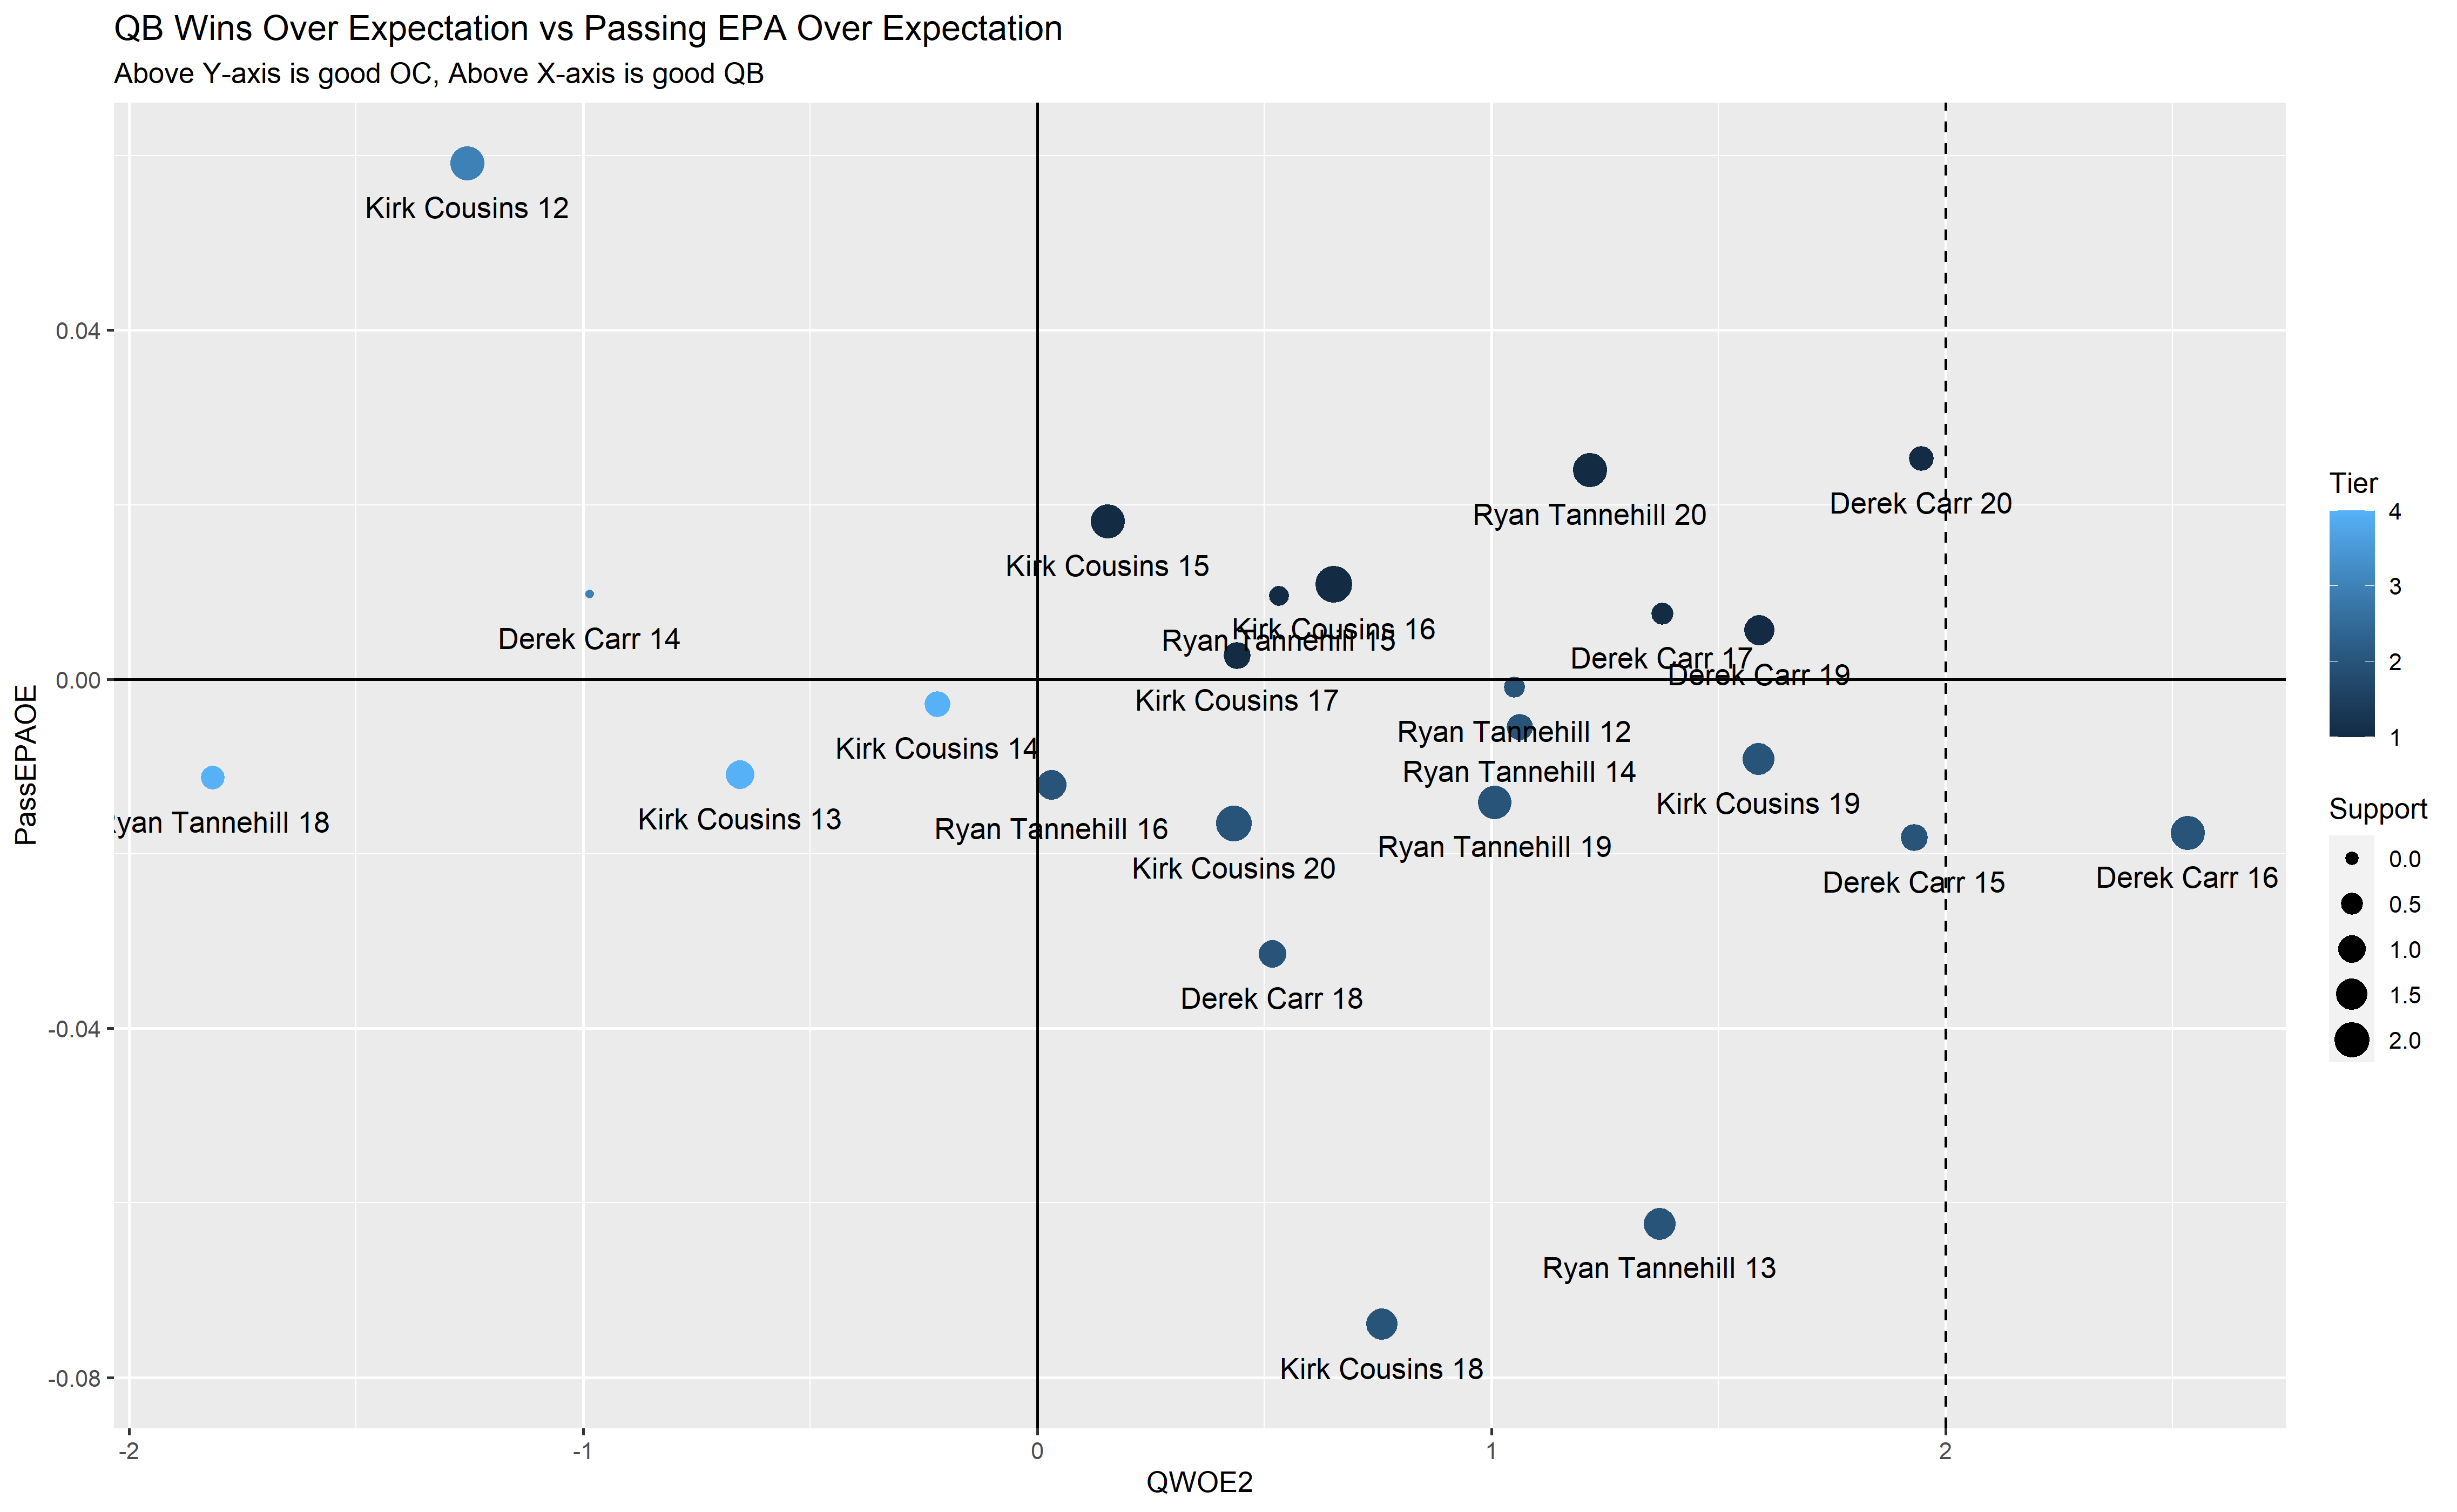 QB Wins Over Expectation vs Passing EPA Over Expectation
Above Y-axis is good OC, Above X-axis is good QB
Kirk Cousins 12
0.04
Ryan Tannehill 20
Derek Carr 20
Kirk Cousins 15
Kirk Cousins 16
Ryan Tannehill 15
Derek Carr 14
Derek Carr 17
Derek Carr 19
0.00
Kirk Cousins 17
Ryan Tannehill 12
Kirk Cousins 14
Ryan Tannehill 14
Kirk Cousins 19
Ryan Tannehill 18
Kirk Cousins 13
Ryan Tannehill 16
Ryan Tannehill 19
Kirk Cousins 20
Derek Carr 15
Derek Carr 16
Derek Carr 18
-0.04
Ryan Tannehill 13
Kirk Cousins 18
-0.08
PassEPAOE
-2
-1
0
1
2
QWOE2
Tier
4
3
2
1
Support
0.0
0.5
1.0
1.5
2.0